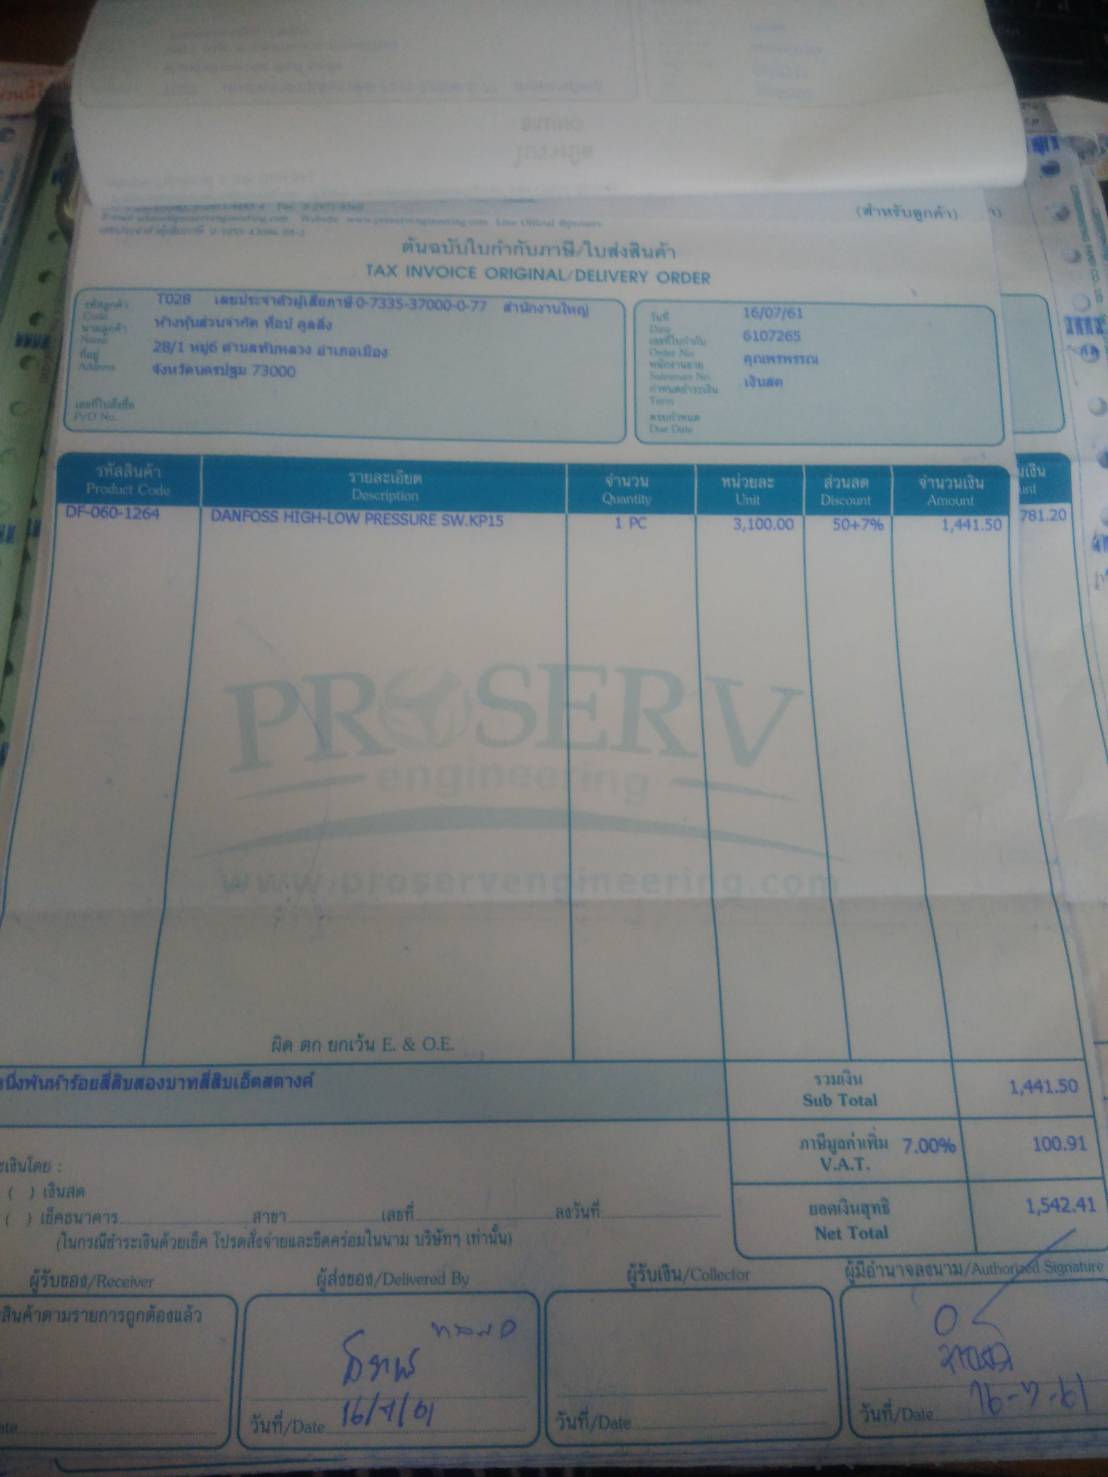 (สำหรับลูกค้า)
ต้นฉบับใบกำกับภาษี/ใบส่งสินค้า
TAX INVOICE ORIGINAL/DELIVERY ORDER
รหัสลูกค้า T028 เลขประจำตัวผู้เสียภาษี 0-7335-37000-0-77 สำนักงานใหญ่
Code
นามลูกค้า ห้างหุ้นส่วนจำกัด ท็อป คูลลิ่ง
Name
ที่อยู่ 28/1 หมู่6 ตำบลทัพหลวง อำเภอเมือง
Address จังหวัดนครปฐม 73000
เลขที่ใบสั่งซื้อ
P/O No.
วันที่ 16/07/61
Date
เลขที่ใบกำกับ 6107265
Order No.
พนักงานขาย คุณพรพรรณ
Salesman No.
กำหนดชำระเงิน เงินสด
Term
ครบกำหนด
Due Date
รหัสสินค้า รายละเอียด จำนวน หน่วยละ ส่วนลด จำนวนเงิน
Product Code Description Quantity Unit Discount Amount
DF-060-1264 DANFOSS HIGH-LOW PRESSURE SW.KP15 1 PC 3,100.00 50+7% 1,441.50 781.20
PROSERV
engineering
www.proservengineering.com
ผิด ตก ยกเว้น E. & O.E.
หนึ่งพันห้าร้อยสี่สิบสองบาทสี่สิบเอ็ดสตางค์
รวมเงิน 1,441.50
Sub Total
ภาษีมูลค่าเพิ่ม 7.00% 100.91
V.A.T.
ยอดเงินสุทธิ 1,542.41
Net Total
ะเงินโดย :
( ) เงินสด
( ) เช็คธนาคาร สาขา เลขที่ ลงวันที่
(ในกรณีชำระเงินด้วยเช็ค โปรดสั่งจ่ายและขีดคร่อมในนาม บริษัทฯ เท่านั้น)
ผู้รับของ/Receiver ผู้ส่งของ/Delivered By ผู้รับเงิน/Collector ผู้มีอำนาจลงนาม/Authorized Signature
สินค้าตามรายการถูกต้องแล้ว
วันที่/Date 16/7/61
วันที่/Date
วันที่/Date 16-7-61